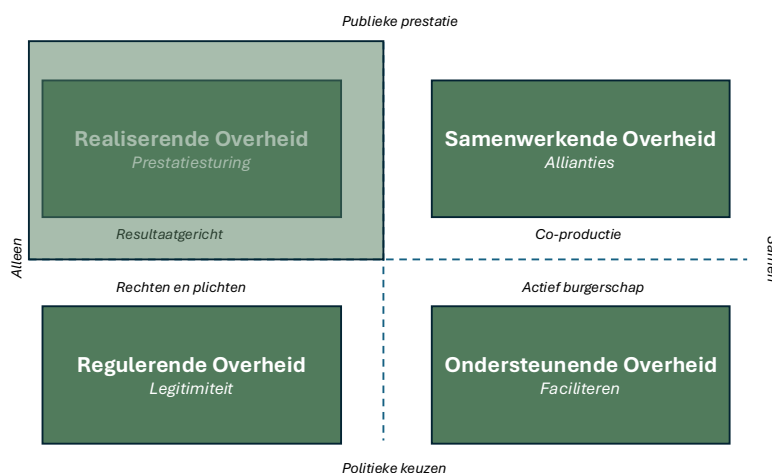 Publieke prestatie
Realiserende Overheid
Prestatiesturing
Samenwerkende Overheid
Allianties
Resultaatgericht
Co-productie
Alleen
Samen
Rechten en plichten
Actief burgerschap
Regulerende Overheid
Legitimiteit
Ondersteunende Overheid
Faciliteren
Politieke keuzen